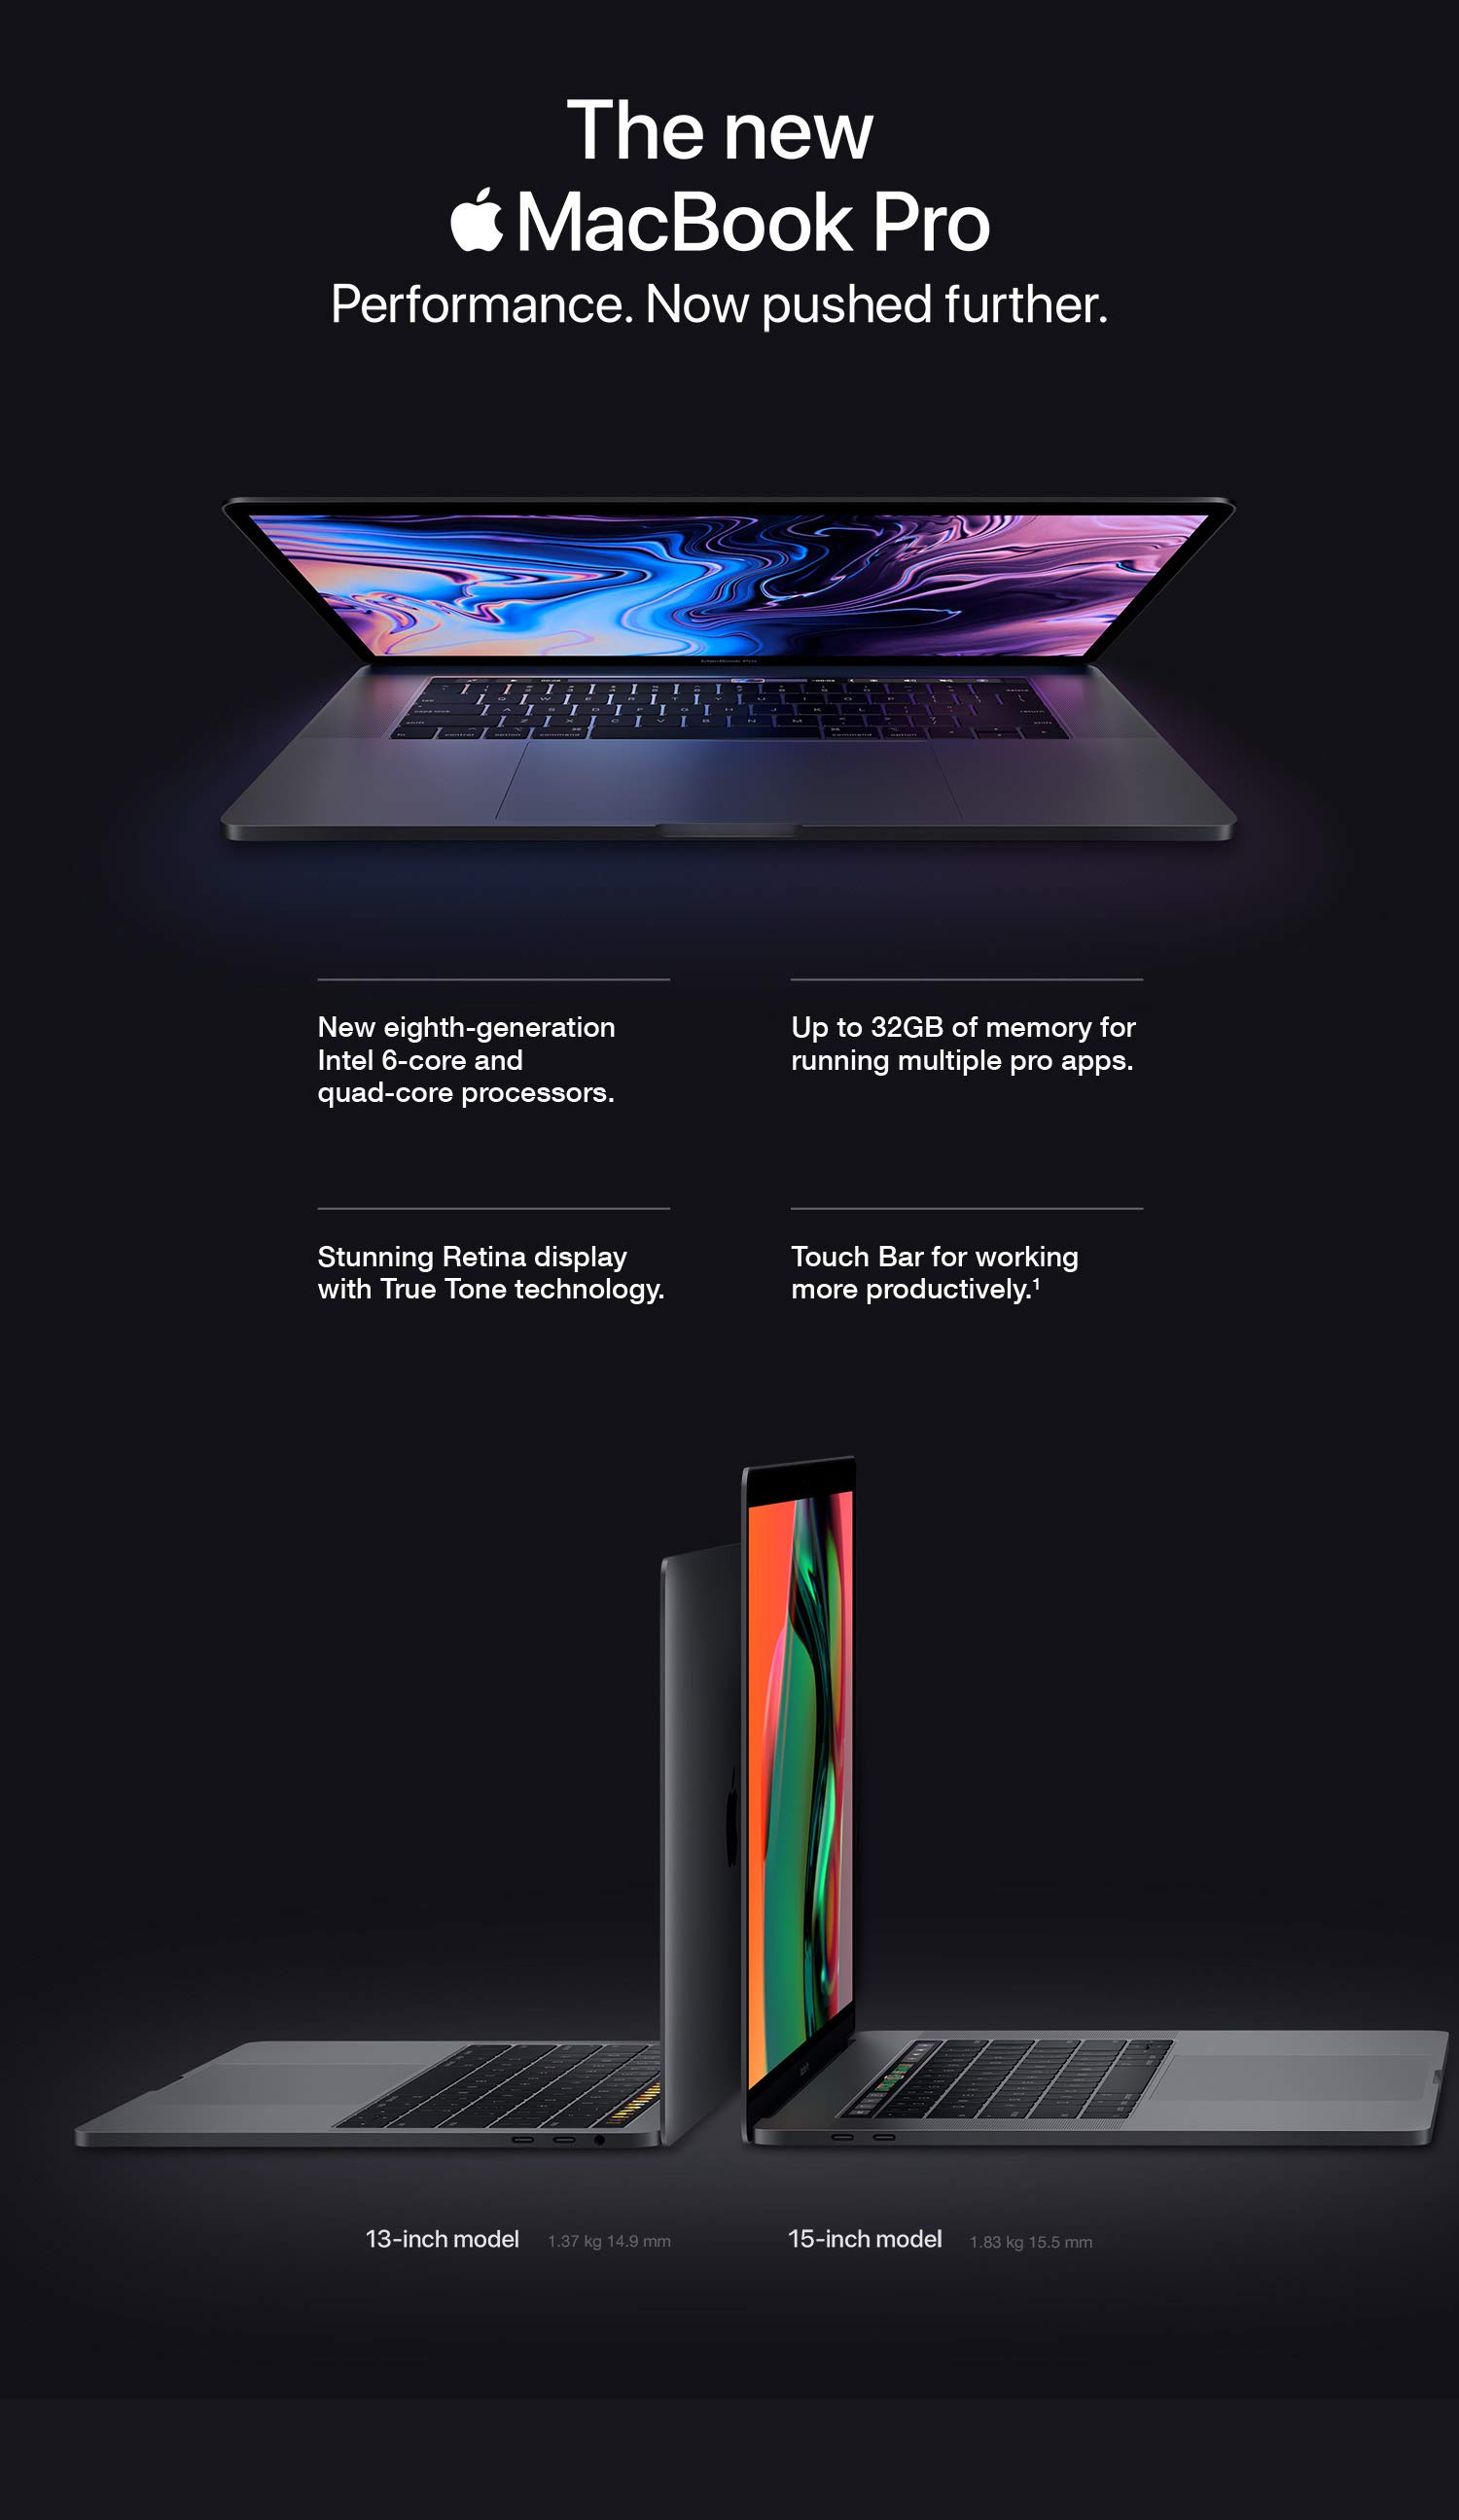 The new
MacBook Pro
Performance. Now pushed further.
MacBook Pro
New eighth-generation
Intel 6-core and
quad-core processors.
Up to 32GB of memory for
running multiple pro apps.
Stunning Retina display
with True Tone technology.
Touch Bar for working
more productively.¹
13-inch model 1.37 kg 14.9 mm
15-inch model 1.83 kg 15.5 mm